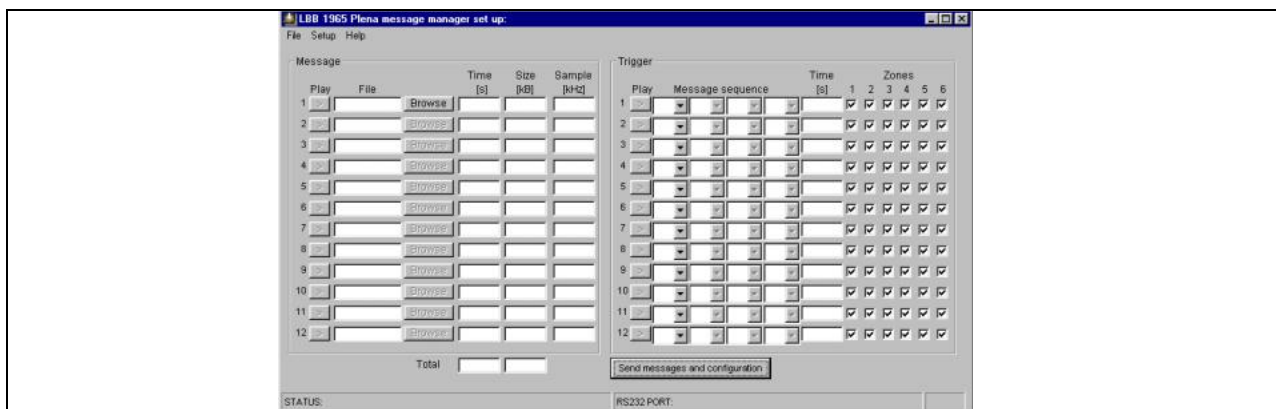 LBB 1965 Plena message manager set up:
File Setup Help
Message
Time Size Sample
Play File [s] [kB] [kHz]
1 > Browse
2 > Browse
3 > Browse
4 > Browse
5 > Browse
6 > Browse
7 > Browse
8 > Browse
9 > Browse
10 > Browse
11 > Browse
12 > Browse
Total
Trigger
Time Zones
Play Message sequence [s] 1 2 3 4 5 6
1 >
2 >
3 >
4 >
5 >
6 >
7 >
8 >
9 >
10 >
11 >
12 >
Send messages and configuration
STATUS: RS232 PORT: